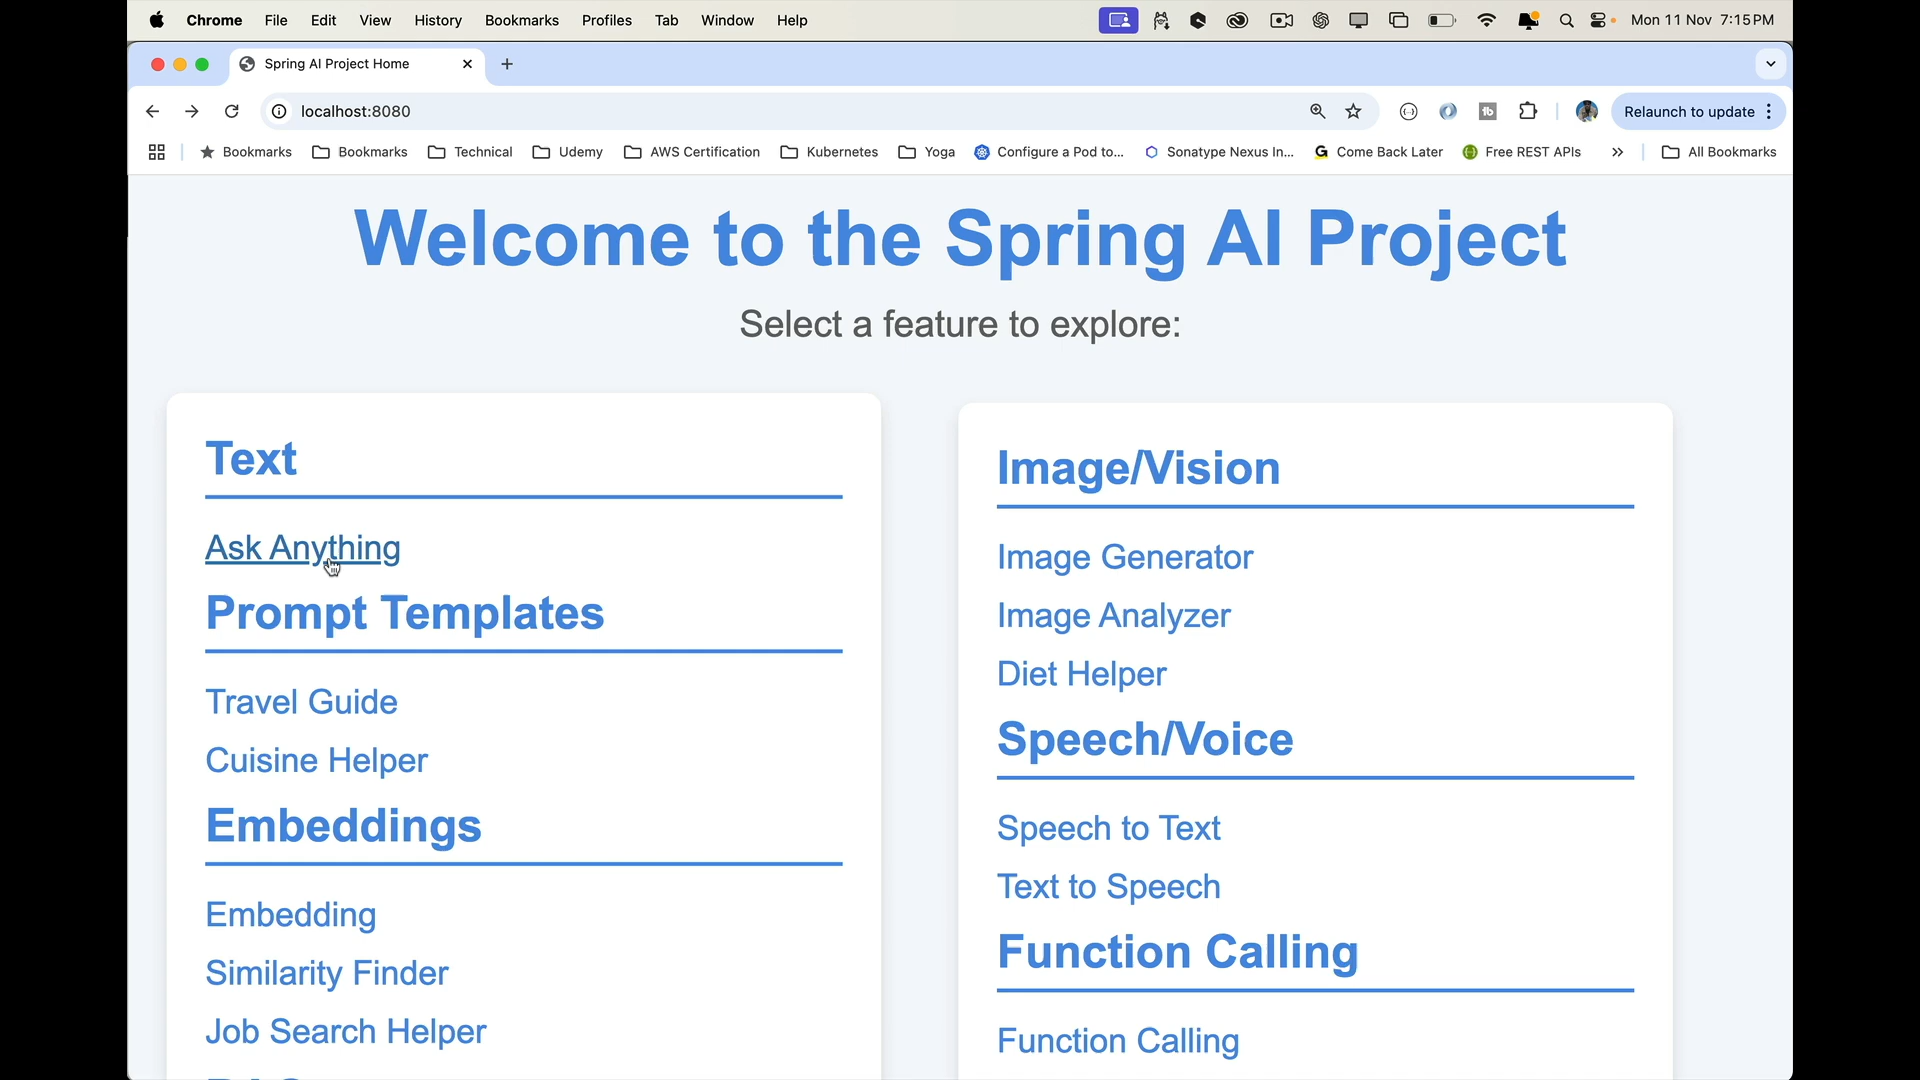 Chrome File Edit View History Bookmarks Profiles Tab Window Help Mon 11 Nov 7:15 PM
Spring AI Project Home
localhost:8080 Relaunch to update
Bookmarks Bookmarks Technical Udemy AWS Certification Kubernetes Yoga Configure a Pod to... Sonatype Nexus In... Come Back Later Free REST APIs All Bookmarks
Welcome to the Spring AI Project
Select a feature to explore:
Text
Ask Anything
Prompt Templates
Travel Guide
Cuisine Helper
Embeddings
Embedding
Similarity Finder
Job Search Helper
Image/Vision
Image Generator
Image Analyzer
Diet Helper
Speech/Voice
Speech to Text
Text to Speech
Function Calling
Function Calling